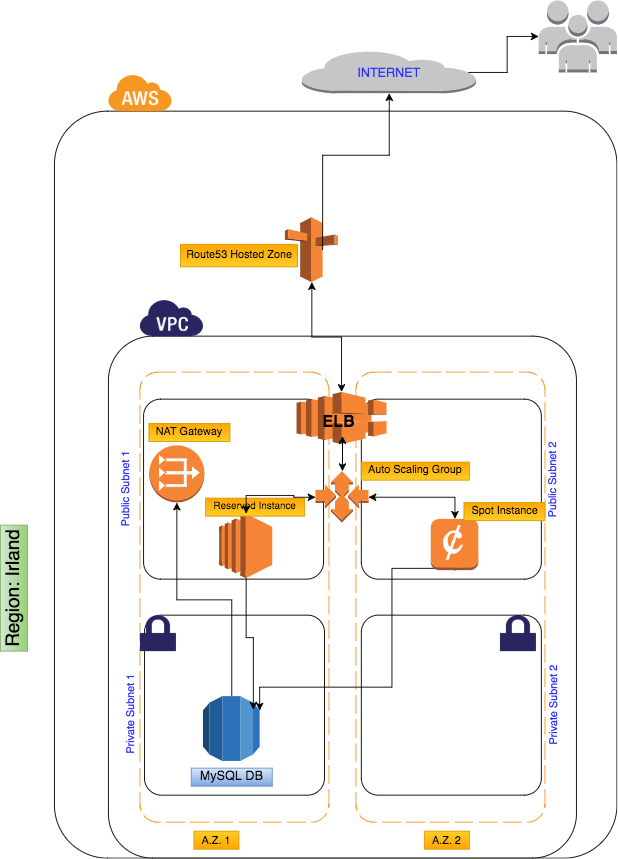 INTERNET
AWS
Route53 Hosted Zone
VPC
ELB
NAT Gateway
Auto Scaling Group
Public Subnet 1
Public Subnet 2
Reserved Instance
Spot Instance
¢
Region: Irland
Private Subnet 1
Private Subnet 2
MySQL DB
A.Z. 1
A.Z. 2